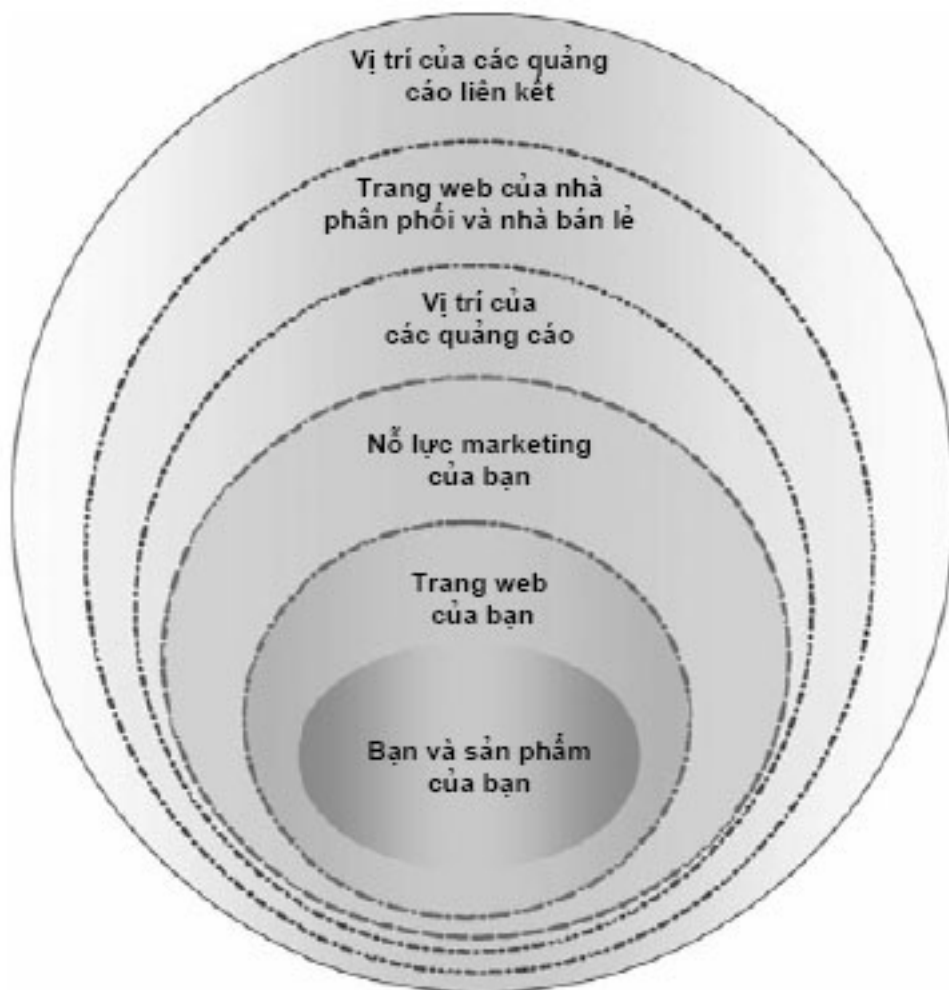 Vị trí của các quảng
cáo liên kết
Trang web của nhà
phân phối và nhà bán lẻ
Vị trí của
các quảng cáo
Nỗ lực marketing
của bạn
Trang web
của bạn
Bạn và sản phẩm
của bạn